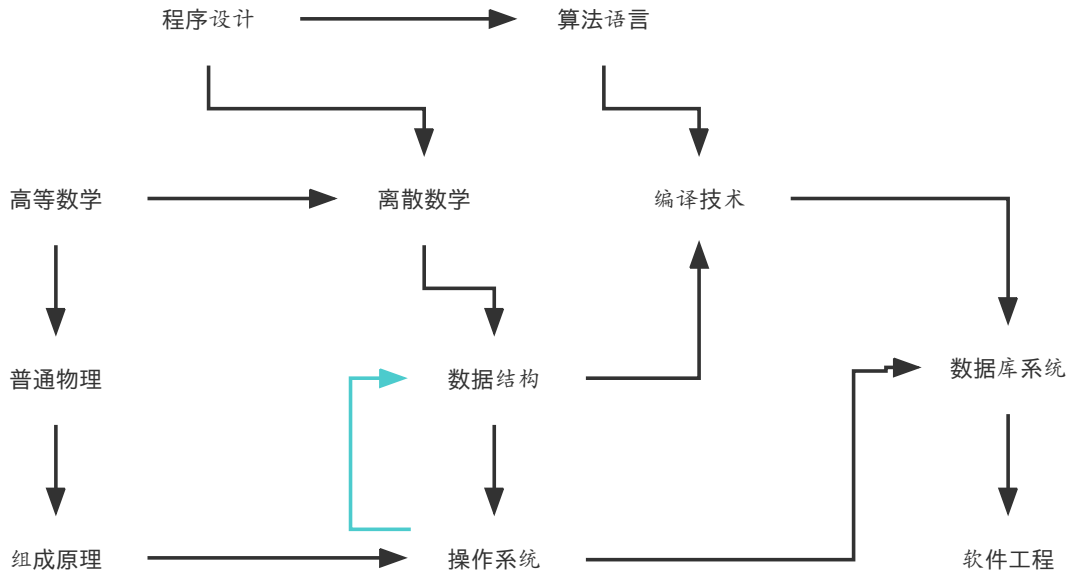 程序设计
算法语言
高等数学
离散数学
编译技术
普通物理
数据结构
数据库系统
组成原理
操作系统
软件工程